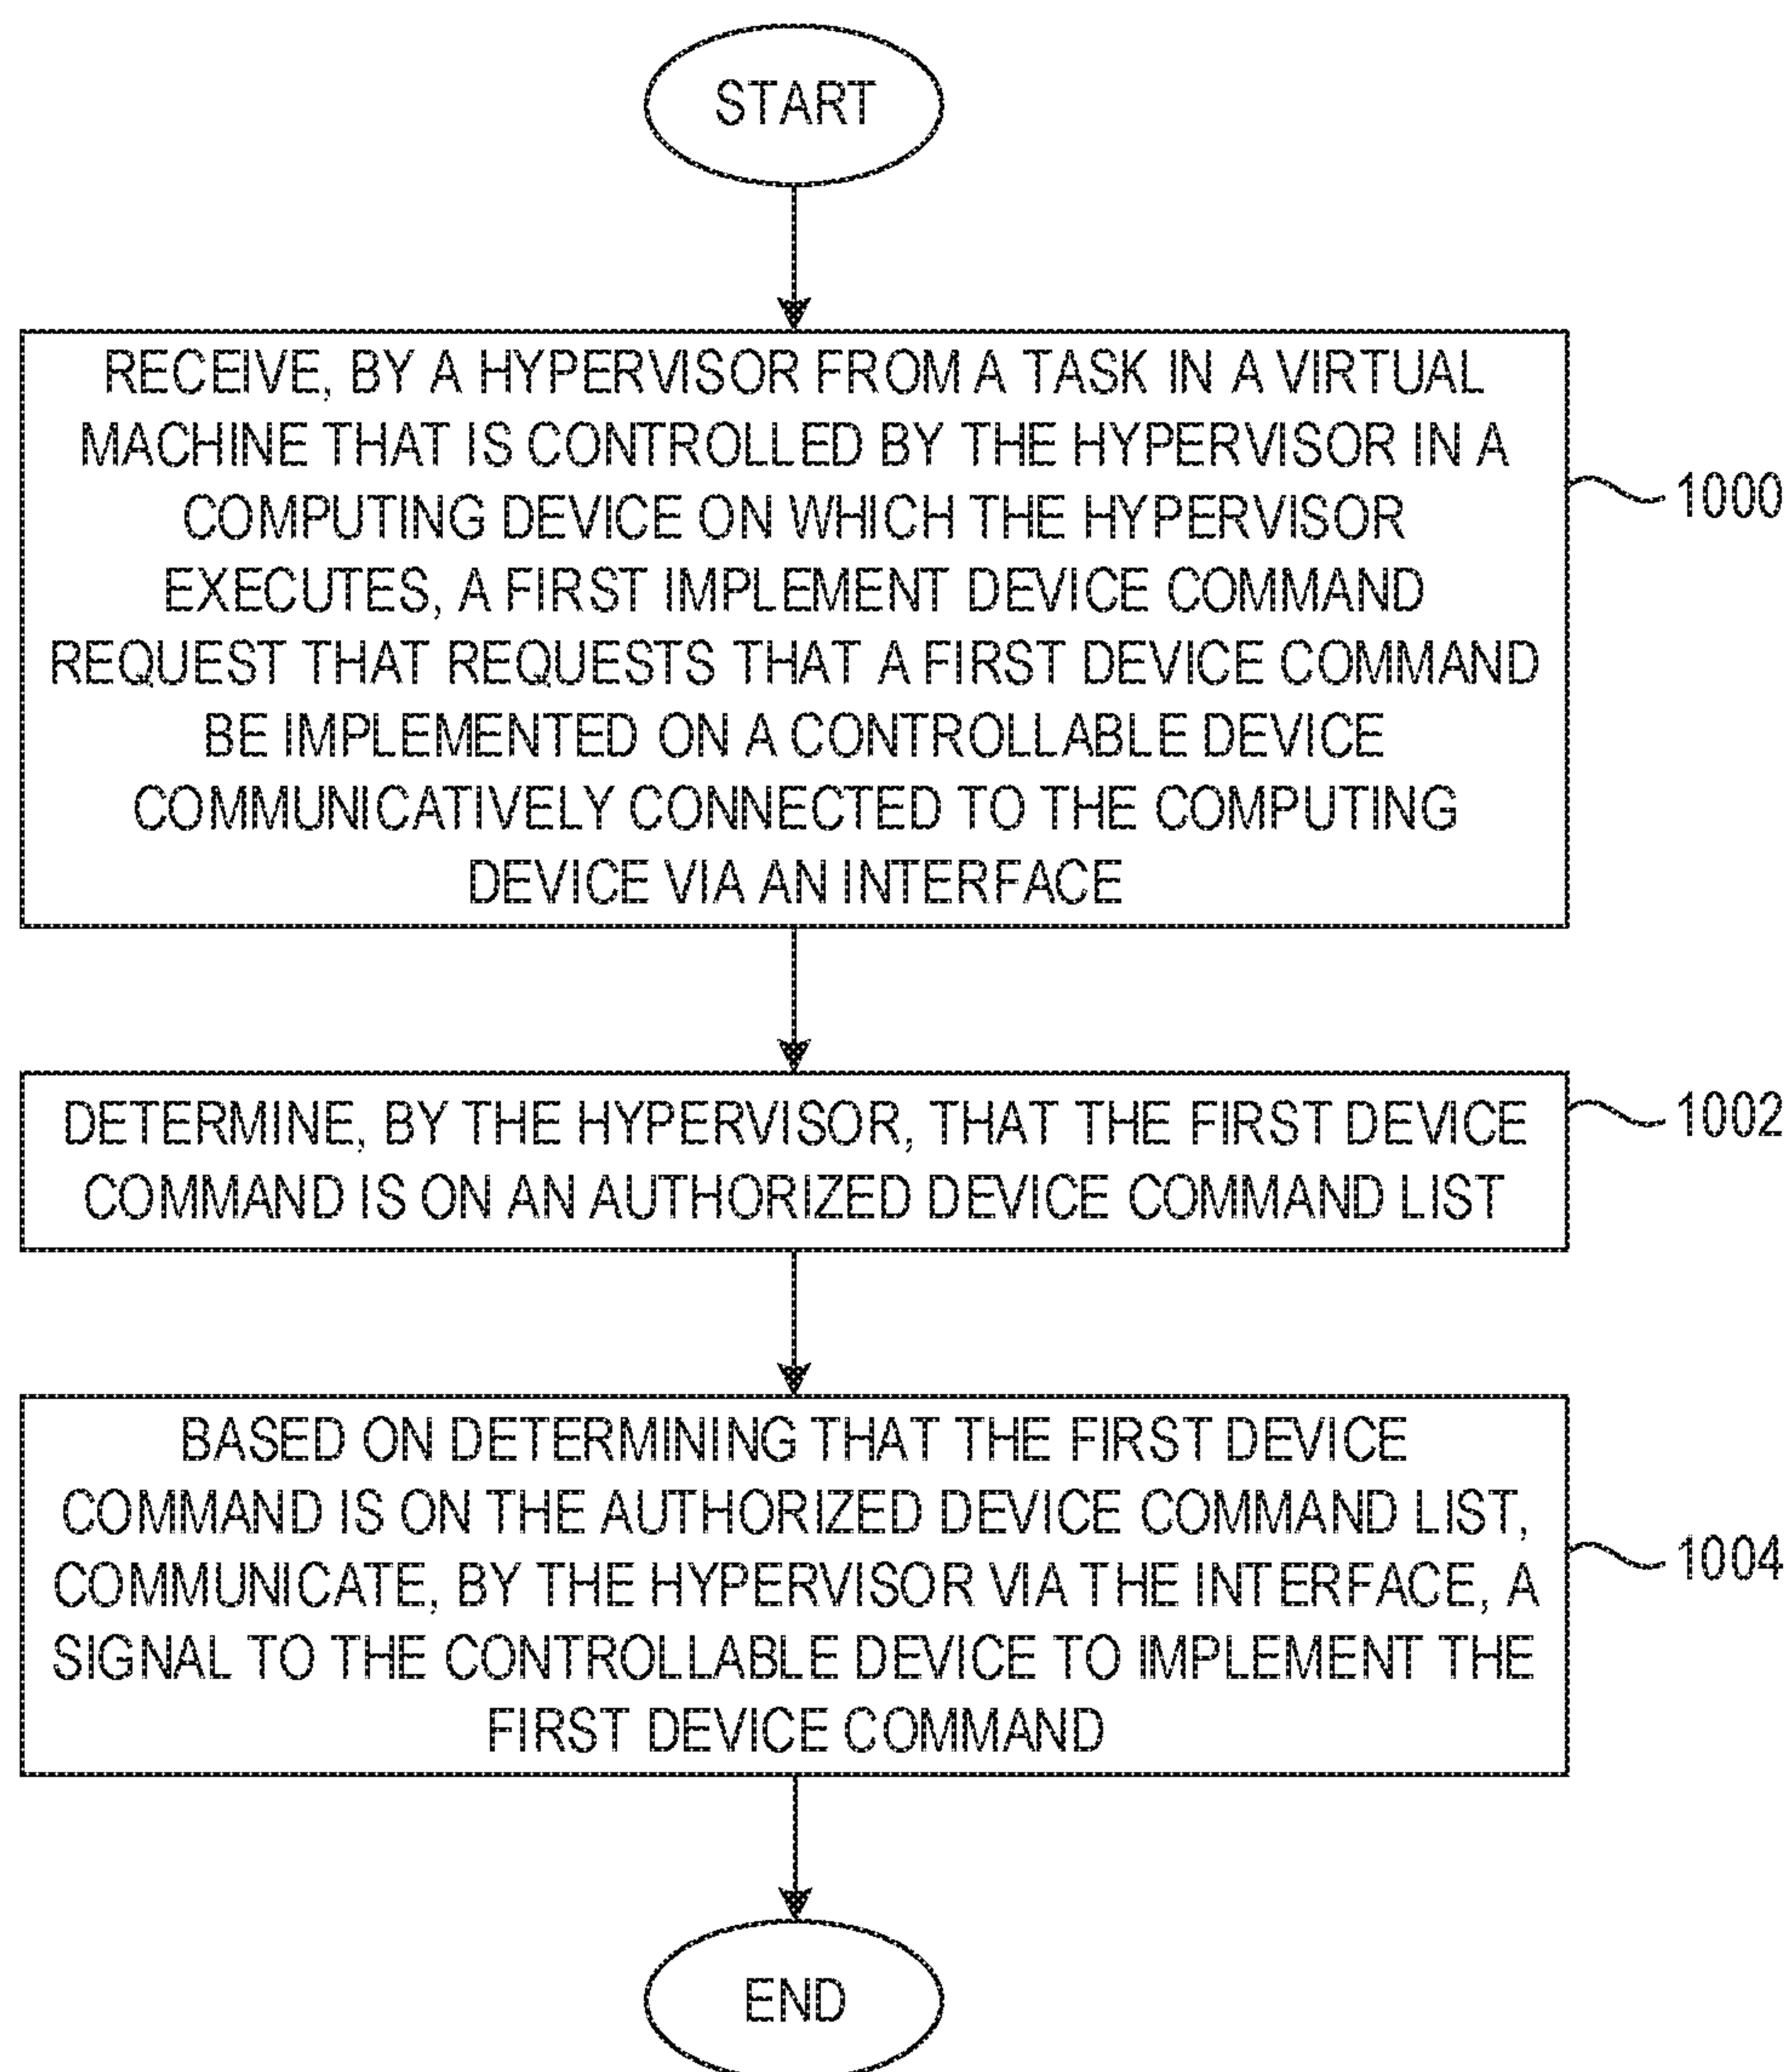 START
RECEIVE, BY A HYPERVISOR FROM A TASK IN A VIRTUAL
MACHINE THAT IS CONTROLLED BY THE HYPERVISOR IN A
COMPUTING DEVICE ON WHICH THE HYPERVISOR
EXECUTES, A FIRST IMPLEMENT DEVICE COMMAND
REQUEST THAT REQUESTS THAT A FIRST DEVICE COMMAND
BE IMPLEMENTED ON A CONTROLLABLE DEVICE
COMMUNICATIVELY CONNECTED TO THE COMPUTING
DEVICE VIA AN INTERFACE
1000
DETERMINE, BY THE HYPERVISOR, THAT THE FIRST DEVICE
COMMAND IS ON AN AUTHORIZED DEVICE COMMAND LIST
1002
BASED ON DETERMINING THAT THE FIRST DEVICE
COMMAND IS ON THE AUTHORIZED DEVICE COMMAND LIST,
COMMUNICATE, BY THE HYPERVISOR VIA THE INTERFACE, A
SIGNAL TO THE CONTROLLABLE DEVICE TO IMPLEMENT THE
FIRST DEVICE COMMAND
1004
END